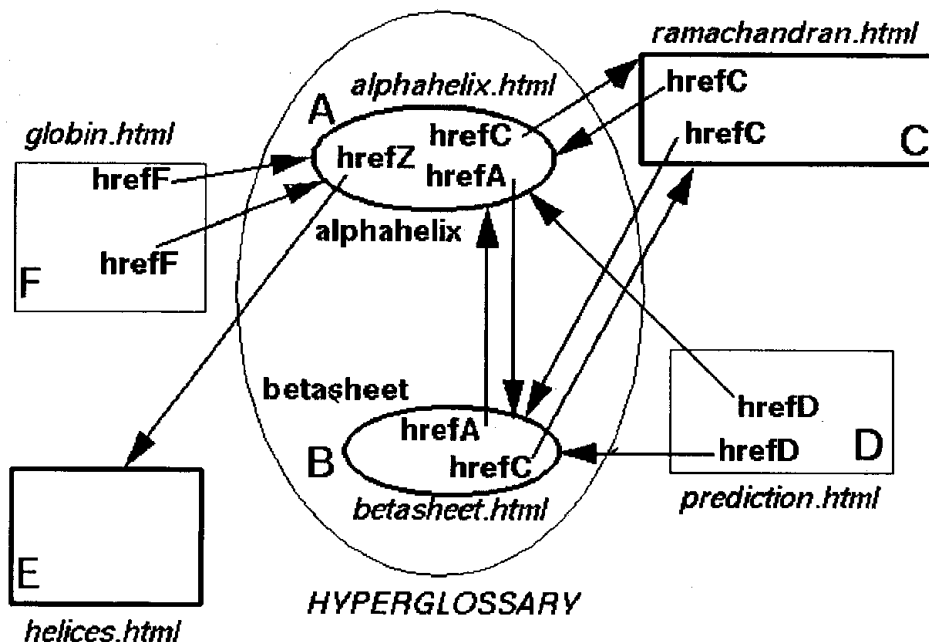 ramachandran.html
alphahelix.html
A
hrefC
hrefC
globin.html
hrefC
hrefZ
C
hrefF
hrefA
alphahelix
hrefF
F
betasheet
hrefD
hrefA
hrefD
D
B
hrefC
prediction.html
betasheet.html
E
HYPERGLOSSARY
helices.html